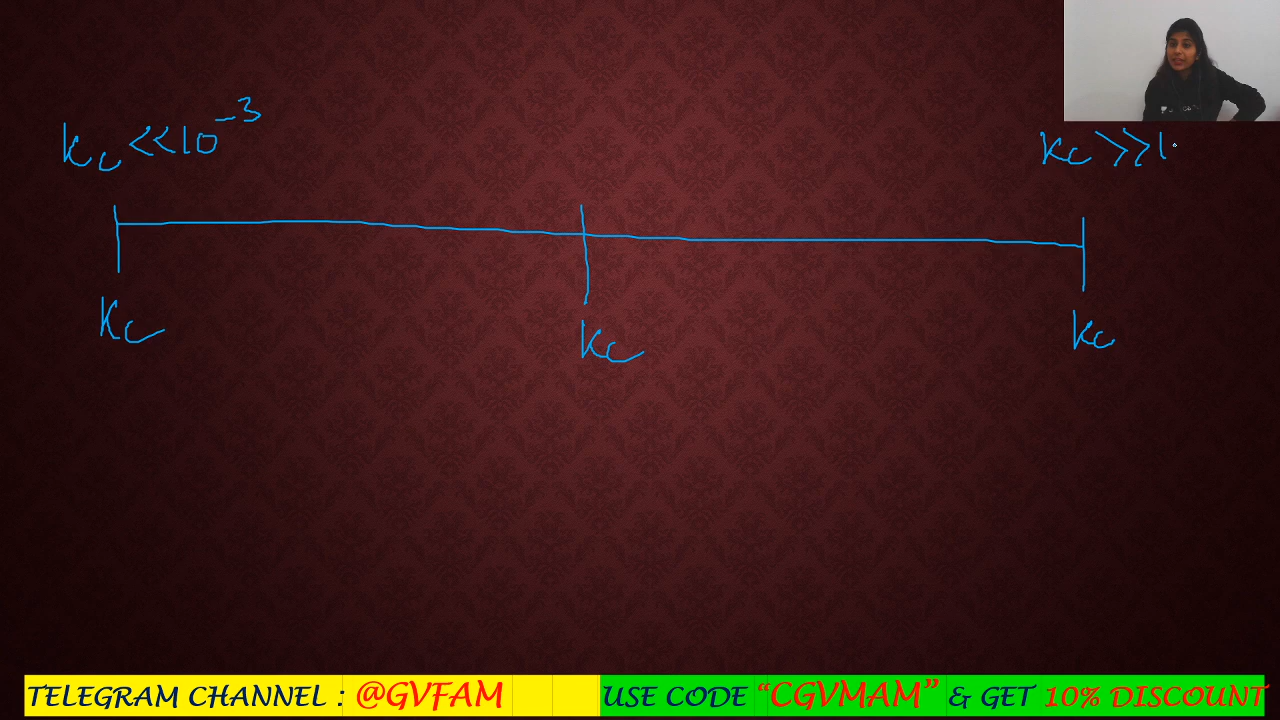 Kc <<10⁻³
Kc >>1
Kc
Kc
Kc
TELEGRAM CHANNEL : @GVFAM
USE CODE “CGVMAM” & GET 10% DISCOUNT